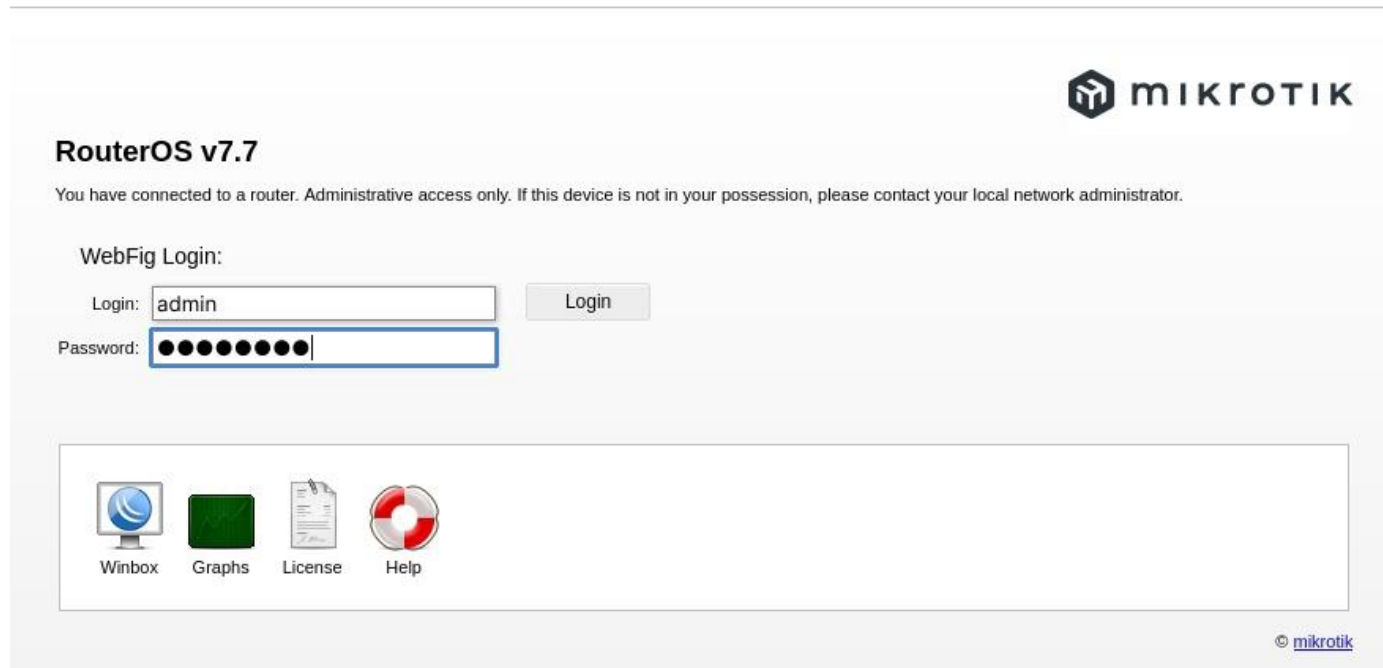 mikrotik
RouterOS v7.7
You have connected to a router. Administrative access only. If this device is not in your possession, please contact your local network administrator.
WebFig Login:
Login: admin Login
Password: ●●●●●●●●
Winbox Graphs License Help
© mikrotik